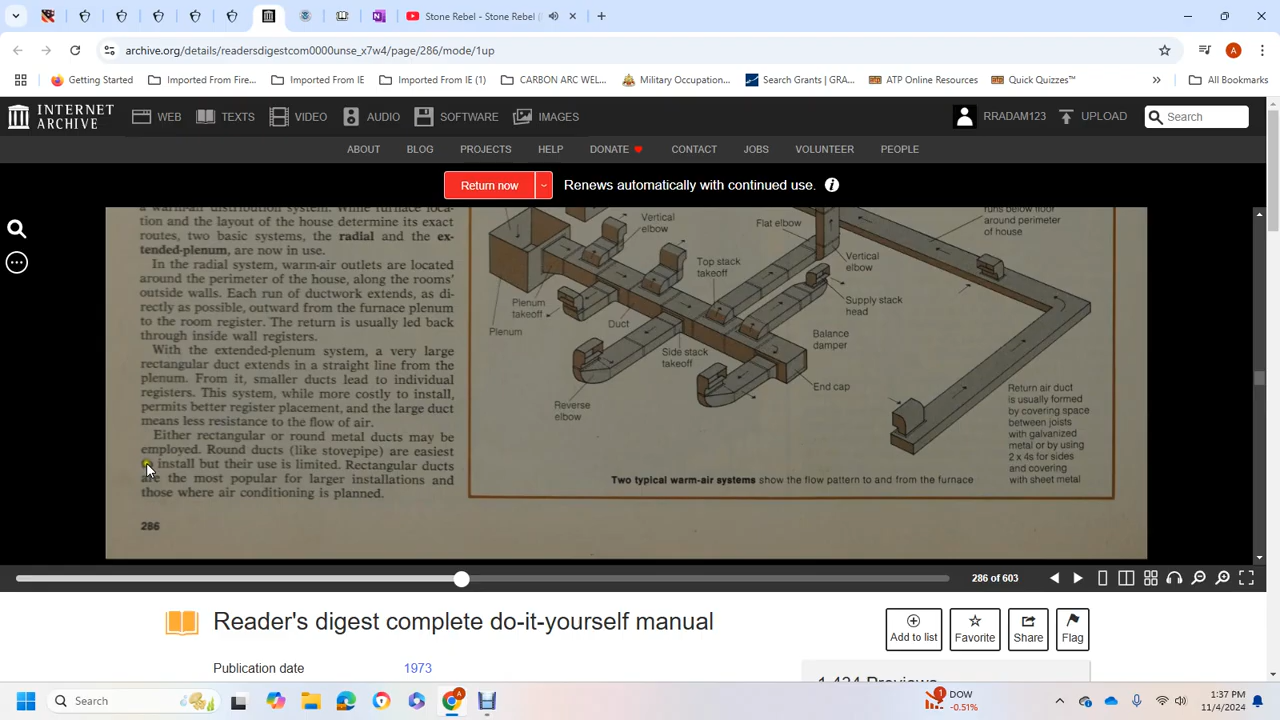 Stone Rebel - Stone Rebel (
archive.org/details/readersdigestcom0000unse_x7w4/page/286/mode/1up
A
Getting Started
Imported From Fire...
Imported From IE
Imported From IE (1)
CARBON ARC WEL...
Military Occupation...
Search Grants | GRA...
ATP Online Resources
Quick Quizzes™
»
All Bookmarks
INTERNET
ARCHIVE
WEB
TEXTS
VIDEO
AUDIO
SOFTWARE
IMAGES
RRADAM123
UPLOAD
Search
ABOUT
BLOG
PROJECTS
HELP
DONATE
CONTACT
JOBS
VOLUNTEER
PEOPLE
Return now
Renews automatically with continued use.
a warm-air distribution system. While furnace loca-
tion and the layout of the house determine its exact
routes, two basic systems, the radial and the ex-
tended-plenum, are now in use.
In the radial system, warm-air outlets are located
around the perimeter of the house, along the rooms'
outside walls. Each run of ductwork extends, as di-
rectly as possible, outward from the furnace plenum
to the room register. The return is usually led back
through inside wall registers.
With the extended-plenum system, a very large
rectangular duct extends in a straight line from the
plenum. From it, smaller ducts lead to individual
registers. This system, while more costly to install,
permits better register placement, and the large duct
means less resistance to the flow of air.
Either rectangular or round metal ducts may be
employed. Round ducts (like stovepipe) are easiest
install but their use is limited. Rectangular ducts
are the most popular for larger installations and
those where air conditioning is planned.
286
Vertical
elbow
Flat elbow
runs below floor
around perimeter
of house
Top stack
takeoff
Vertical
elbow
Plenum
takeoff
Supply stack
head
Plenum
Duct
Balance
damper
Side stack
takeoff
End cap
Reverse
elbow
Return air duct
is usually formed
by covering space
between joists
with galvanized
metal or by using
2 x 4s for sides
and covering
with sheet metal
Two typical warm-air systems show the flow pattern to and from the furnace
286 of 603
Reader's digest complete do-it-yourself manual
Add to list
Favorite
Share
Flag
Publication date
1973
1,434 Previews
Search
1
DOW
-0.51%
1:37 PM
11/4/2024